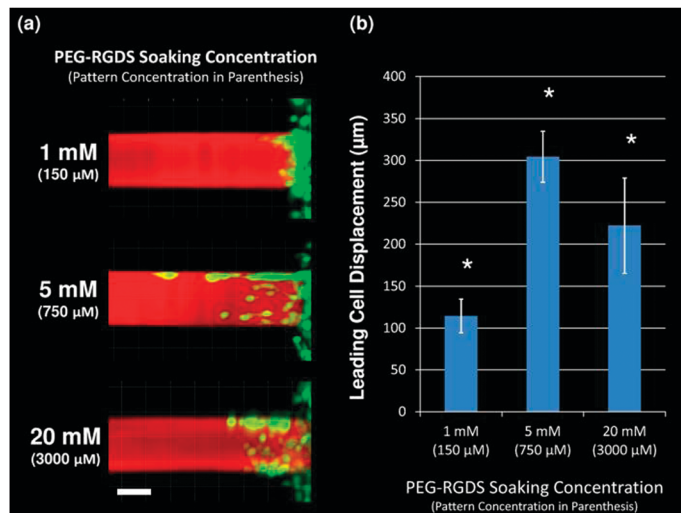 (a)
PEG-RGDS Soaking Concentration
(Pattern Concentration in Parenthesis)
1 mM
(150 µM)
5 mM
(750 µM)
20 mM
(3000 µM)
(b)
Leading Cell Displacement (µm)
400
350
300
250
200
150
100
50
0
*
*
*
1 mM
(150 µM)
5 mM
(750 µM)
20 mM
(3000 µM)
PEG-RGDS Soaking Concentration
(Pattern Concentration in Parenthesis)